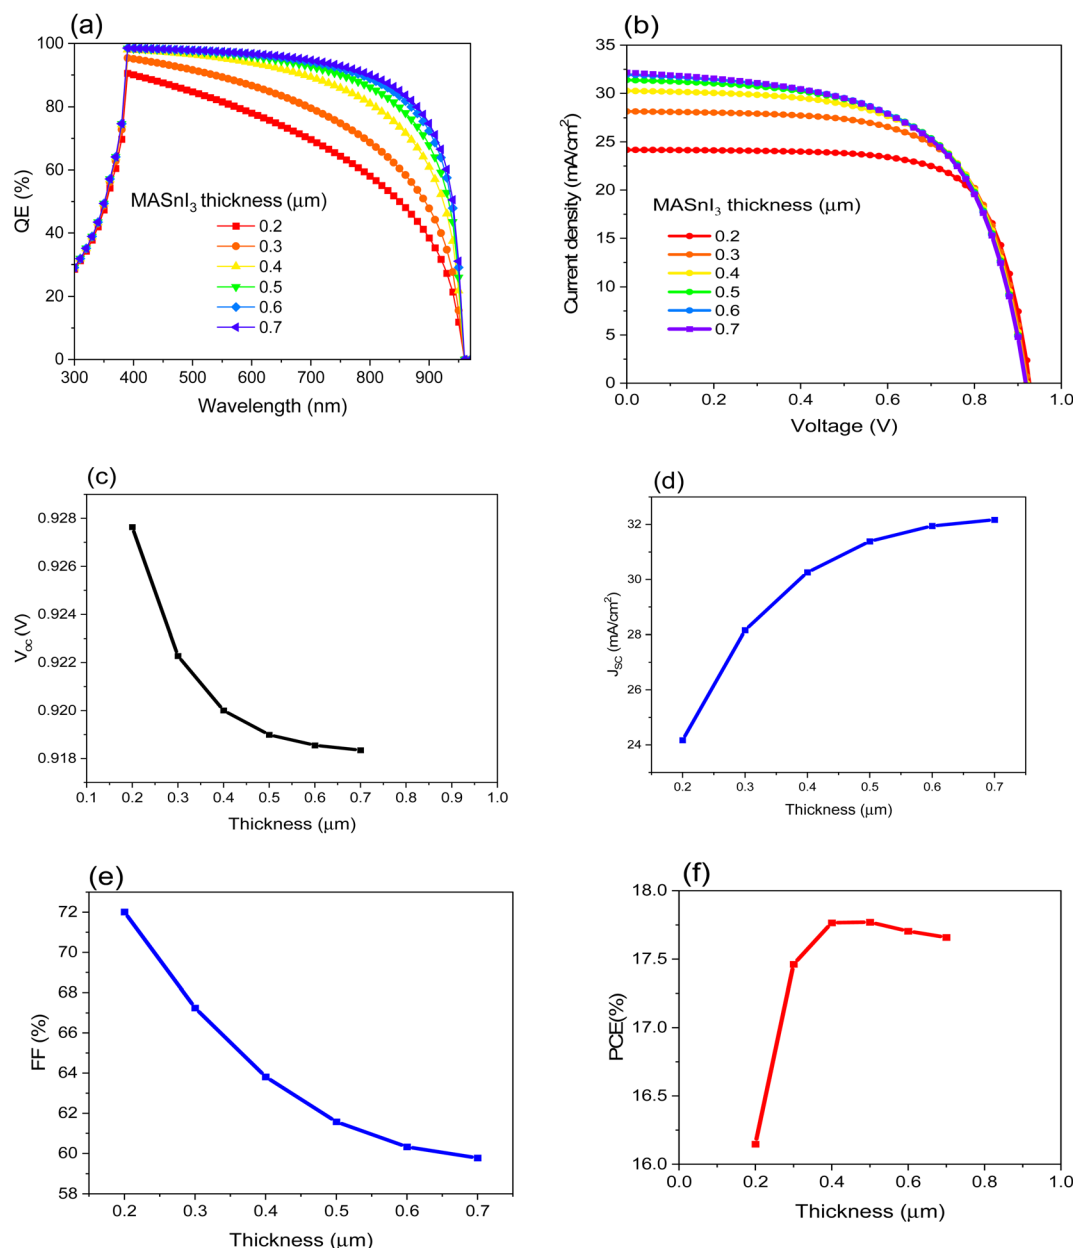 (a)
100
80
60
40
20
0
QE (%)
MASnI₃ thickness (μm)
0.2
0.3
0.4
0.5
0.6
0.7
300 400 500 600 700 800 900
Wavelength (nm)
(b)
35
30
25
20
15
10
5
0
Current density (mA/cm²)
MASnI₃ thickness (μm)
0.2
0.3
0.4
0.5
0.6
0.7
0.0 0.2 0.4 0.6 0.8 1.0
Voltage (V)
(c)
0.928
0.926
0.924
0.922
0.920
0.918
V_OC (V)
0.1 0.2 0.3 0.4 0.5 0.6 0.7 0.8 0.9 1.0
Thickness (μm)
(d)
32
30
28
26
24
J_SC (mA/cm²)
0.2 0.3 0.4 0.5 0.6 0.7
Thickness (μm)
(e)
72
70
68
66
64
62
60
58
FF (%)
0.2 0.3 0.4 0.5 0.6 0.7
Thickness (μm)
(f)
18.0
17.5
17.0
16.5
16.0
PCE(%)
0.0 0.2 0.4 0.6 0.8 1.0
Thickness (μm)